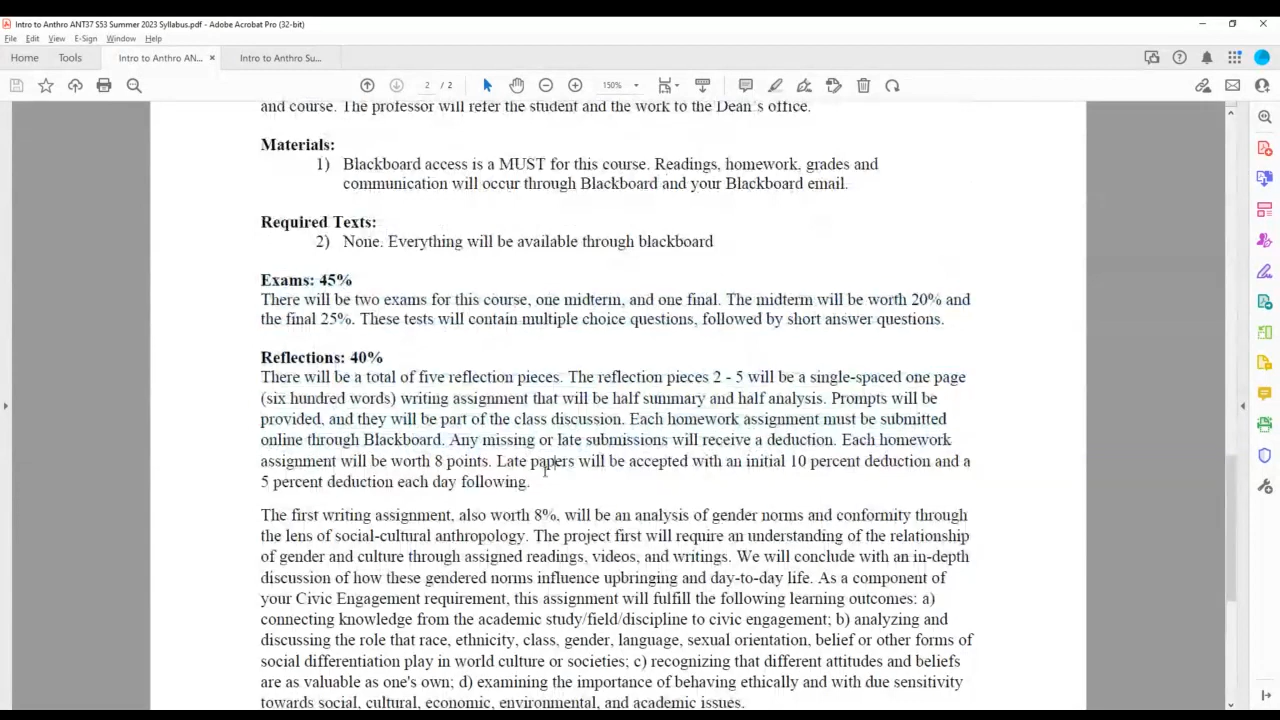 Intro to Anthro ANT37 S53 Summer 2023 Syllabus.pdf - Adobe Acrobat Pro (32-bit)
File Edit View E-Sign Window Help
Home Tools Intro to Anthro AN... × Intro to Anthro Su...
2 / 2 150%
and course. The professor will refer the student and the work to the Dean's office.
Materials:
1) Blackboard access is a MUST for this course. Readings, homework, grades and
communication will occur through Blackboard and your Blackboard email.
Required Texts:
2) None. Everything will be available through blackboard
Exams: 45%
There will be two exams for this course, one midterm, and one final. The midterm will be worth 20% and
the final 25%. These tests will contain multiple choice questions, followed by short answer questions.
Reflections: 40%
There will be a total of five reflection pieces. The reflection pieces 2 - 5 will be a single-spaced one page
(six hundred words) writing assignment that will be half summary and half analysis. Prompts will be
provided, and they will be part of the class discussion. Each homework assignment must be submitted
online through Blackboard. Any missing or late submissions will receive a deduction. Each homework
assignment will be worth 8 points. Late papers will be accepted with an initial 10 percent deduction and a
5 percent deduction each day following.
The first writing assignment, also worth 8%, will be an analysis of gender norms and conformity through
the lens of social-cultural anthropology. The project first will require an understanding of the relationship
of gender and culture through assigned readings, videos, and writings. We will conclude with an in-depth
discussion of how these gendered norms influence upbringing and day-to-day life. As a component of
your Civic Engagement requirement, this assignment will fulfill the following learning outcomes: a)
connecting knowledge from the academic study/field/discipline to civic engagement; b) analyzing and
discussing the role that race, ethnicity, class, gender, language, sexual orientation, belief or other forms of
social differentiation play in world culture or societies; c) recognizing that different attitudes and beliefs
are as valuable as one's own; d) examining the importance of behaving ethically and with due sensitivity
towards social, cultural, economic, environmental, and academic issues.